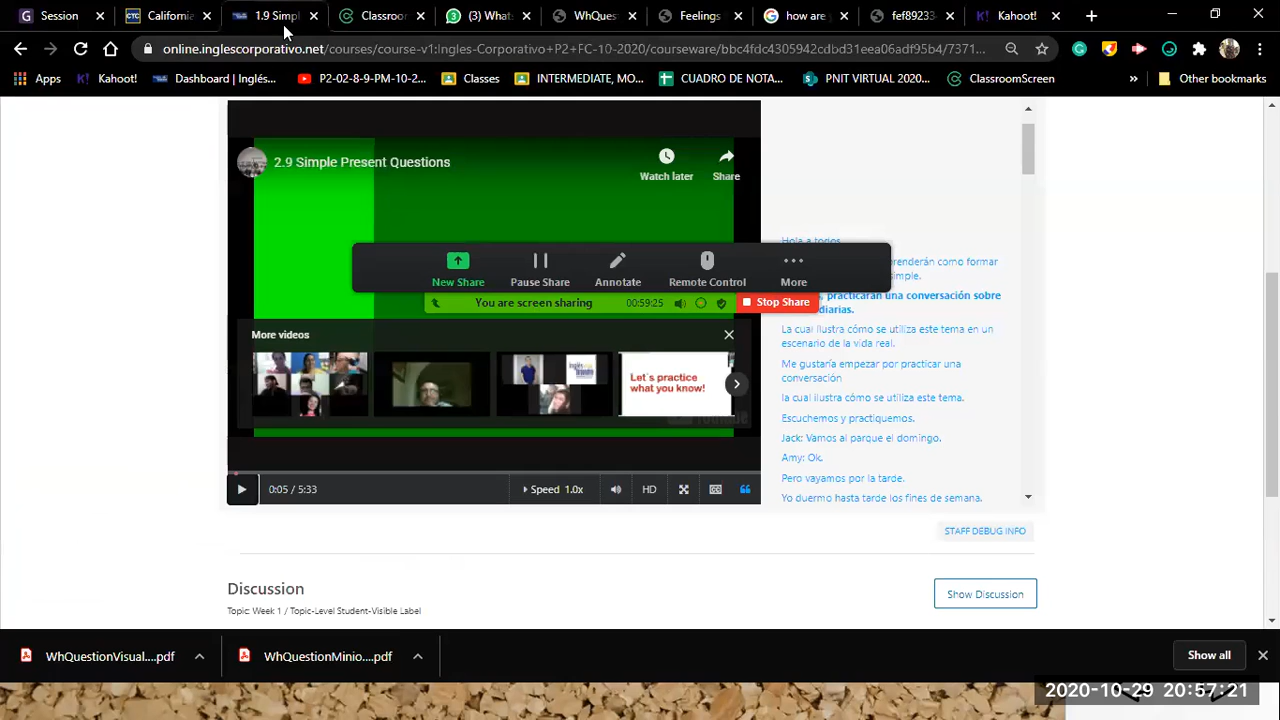 Session
California
1.9 Simpl
Classroor
(3) What
WhQues
Feelings
how are
fef89233
Kahoot!
online.inglescorporativo.net/courses/course-v1:Ingles-Corporativo+P2+FC-10-2020/courseware/bbc4fdc4305942cdbd31eea06adf95b4/7371...
Apps
Kahoot!
Dashboard | Inglés...
P2-02-8-9-PM-10-2...
Classes
INTERMEDIATE, MO...
CUADRO DE NOTA...
PNIT VIRTUAL 2020...
ClassroomScreen
Other bookmarks
2.9 Simple Present Questions
Watch later
Share
New Share
Pause Share
Annotate
Remote Control
More
You are screen sharing
00:59:25
Stop Share
More videos
Let's practice
what you know!
0:05 / 5:33
Speed 1.0x
HD
Hola a todos
renderán como formar
simple.
s, practicarán una conversación sobre
diarias.
La cual ilustra cómo se utiliza este tema en un
escenario de la vida real.
Me gustaría empezar por practicar una
conversación
la cual ilustra cómo se utiliza este tema.
Escuchemos y practiquemos.
Jack: Vamos al parque el domingo.
Amy: Ok.
Pero vayamos por la tarde.
Yo duermo hasta tarde los fines de semana.
STAFF DEBUG INFO
Discussion
Show Discussion
Topic: Week 1 / Topic-Level Student-Visible Label
WhQuestionVisual....pdf
WhQuestionMinio....pdf
Show all
2020-10-29 20:57:21